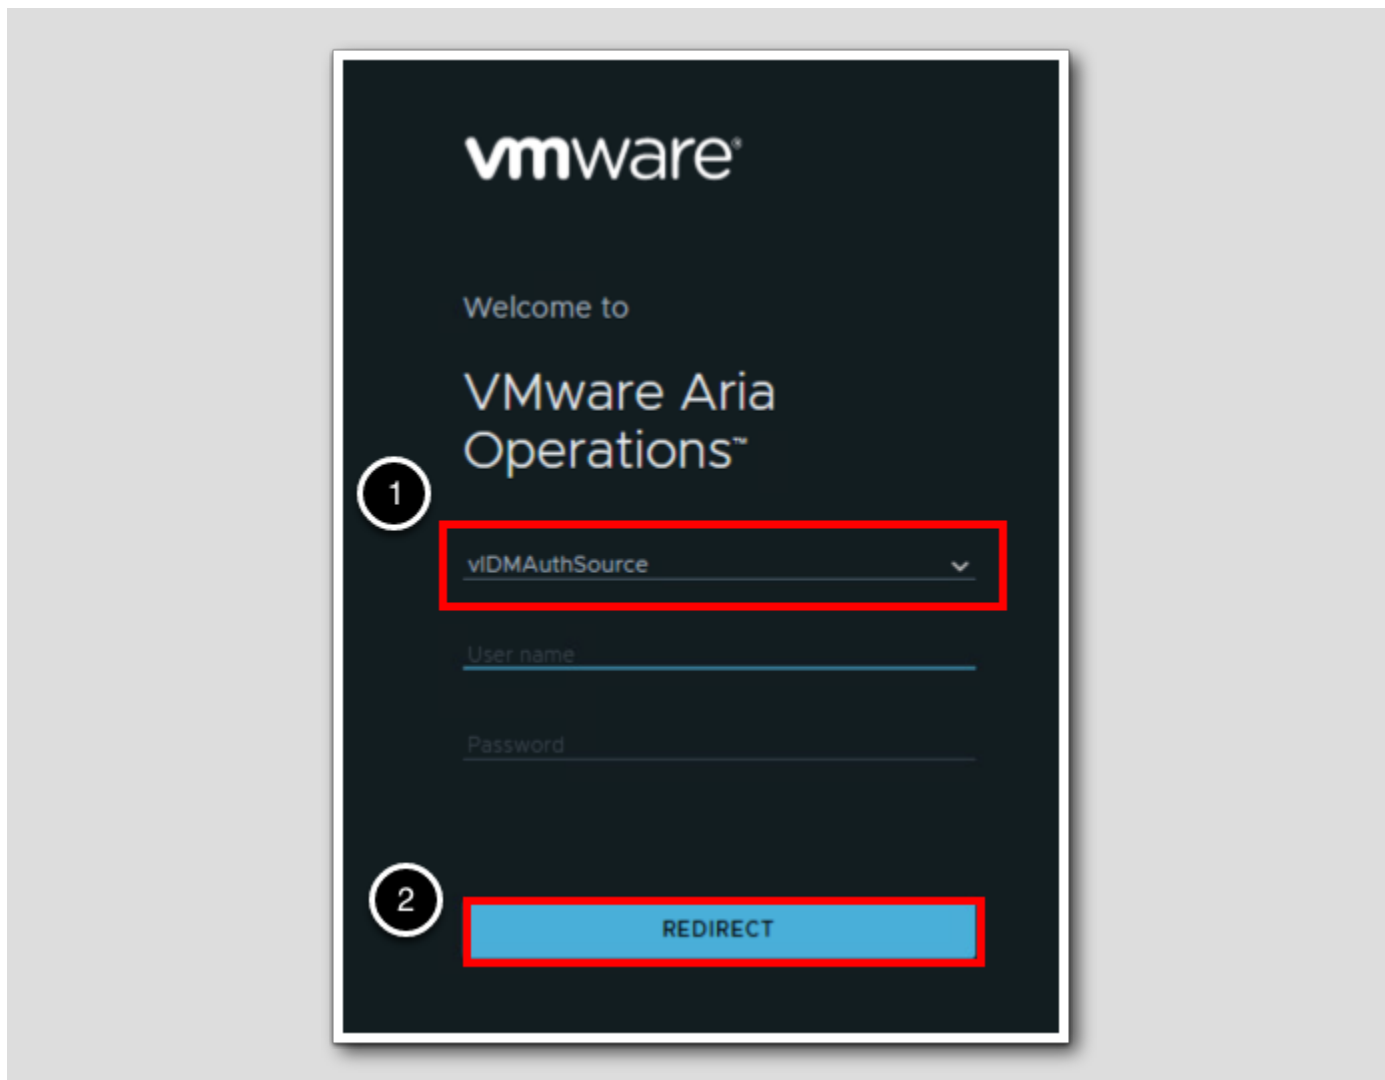 vmware®
Welcome to
VMware Aria
Operations™
1
vIDMAuthSource
User name
Password
2
REDIRECT